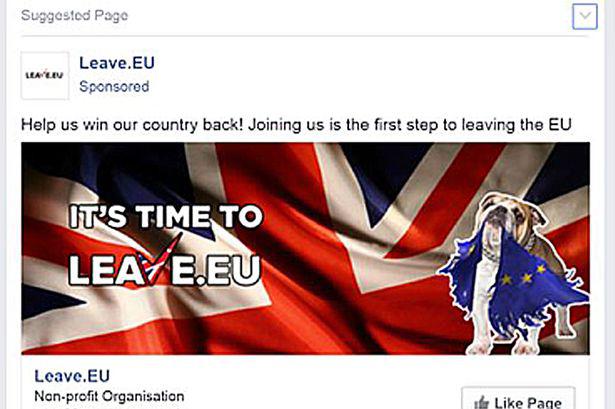 Suggested Page
LEAVE.EU
Leave.EU
Sponsored
Help us win our country back! Joining us is the first step to leaving the EU
IT'S TIME TO
LEAVE.EU
Leave.EU
Non-profit Organisation
Like Page